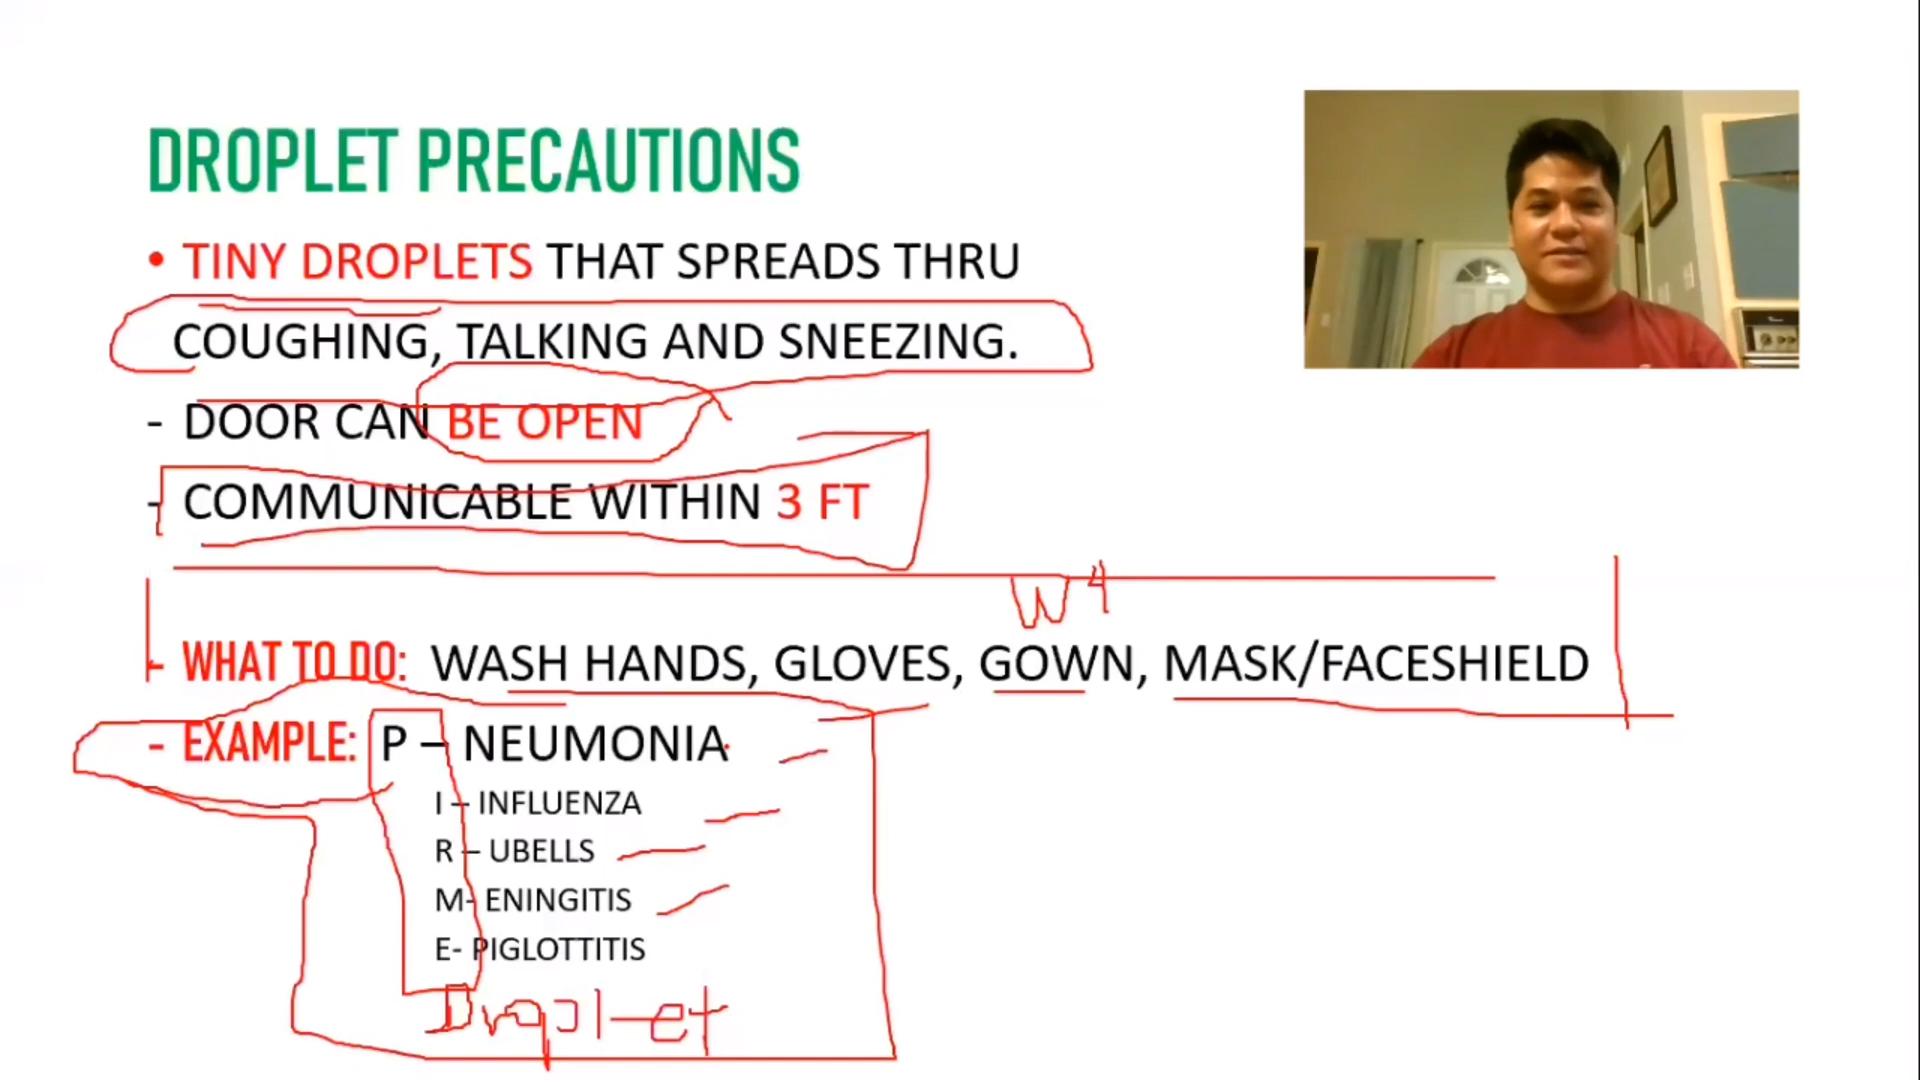 DROPLET PRECAUTIONS
• TINY DROPLETS THAT SPREADS THRU
COUGHING, TALKING AND SNEEZING.
- DOOR CAN BE OPEN
- COMMUNICABLE WITHIN 3 FT
W 4
- WHAT TO DO: WASH HANDS, GLOVES, GOWN, MASK/FACESHIELD
- EXAMPLE: P – NEUMONIA
I – INFLUENZA
R – UBELLS
M- ENINGITIS
E- PIGLOTTITIS
Droplet